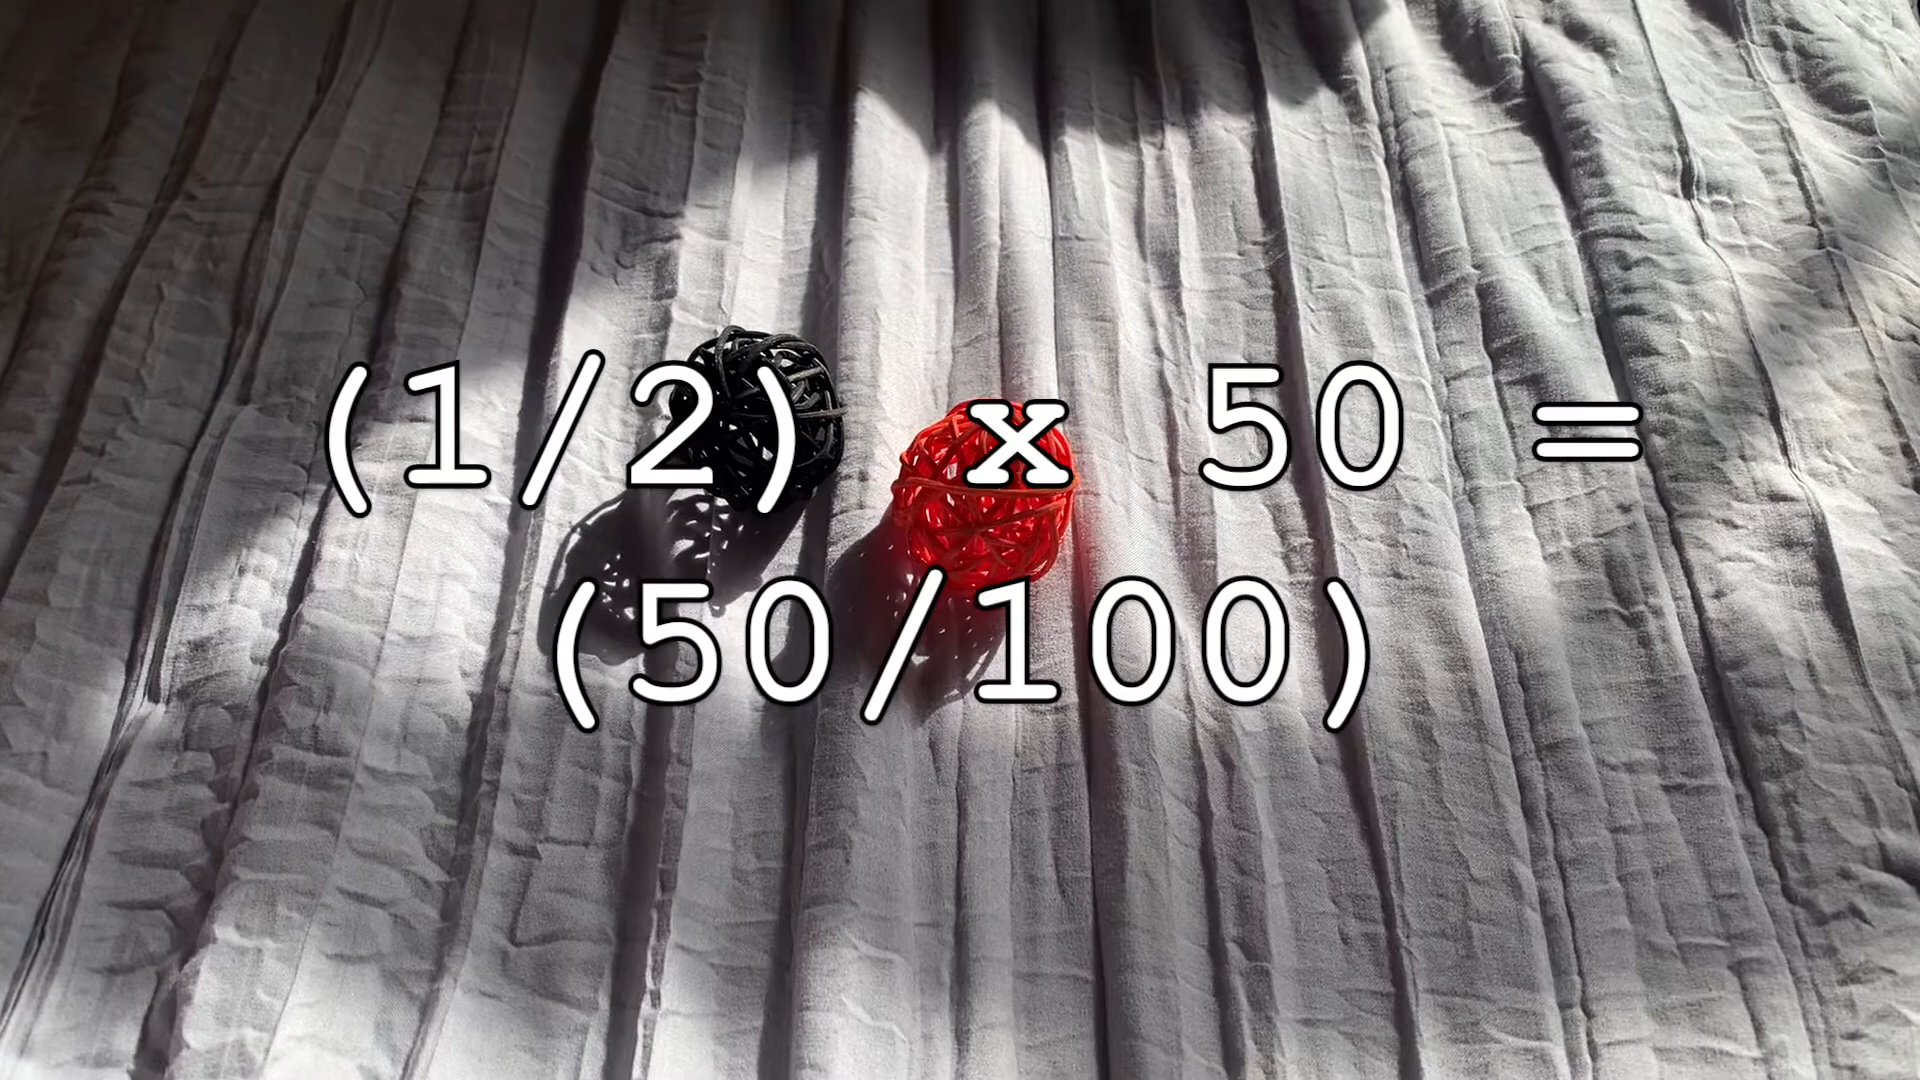 (1/2) x 50 =
(50/100)